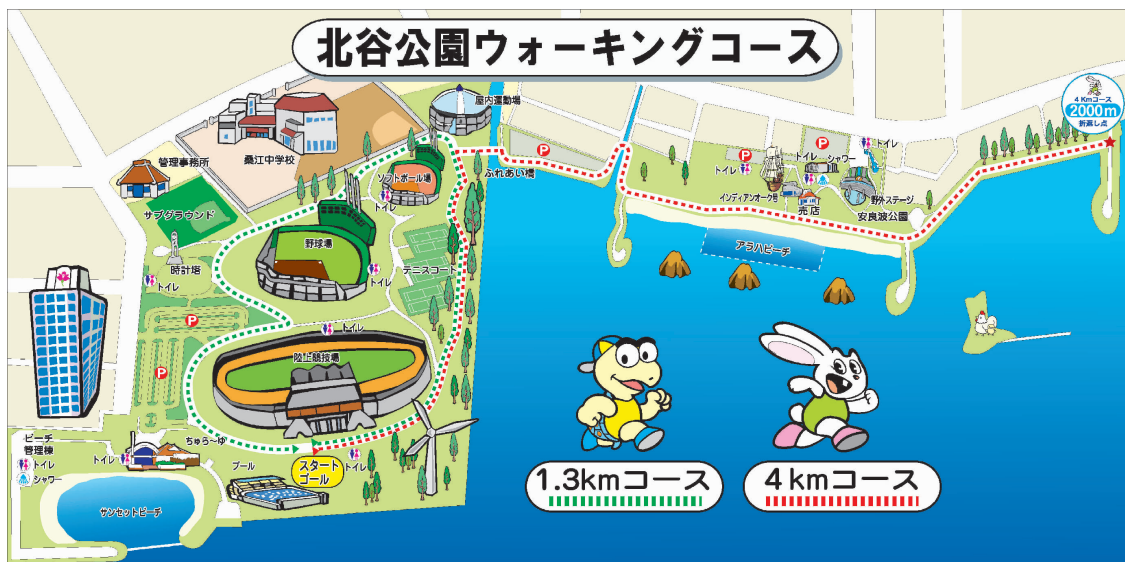 北谷公園ウォーキングコース
4Kmコース
2000m
折返し点
屋内運動場
桑江中学校
管理事務所
ソフトボール場
トイレ
ふれあい橋
P
P
トイレ
トイレ
シャワー
トイレ
インディアンオーク号
売店
野外ステージ
安良波公園
サブグラウンド
野球場
時計塔
トイレ
トイレ
テニスコート
アラハビーチ
P
トイレ
陸上競技場
P
ちゅら〜ゆ
ビーチ
管理棟
トイレ
シャワー
トイレ
プール
スタート
ゴール
トイレ
サンセットビーチ
1.3kmコース
4kmコース